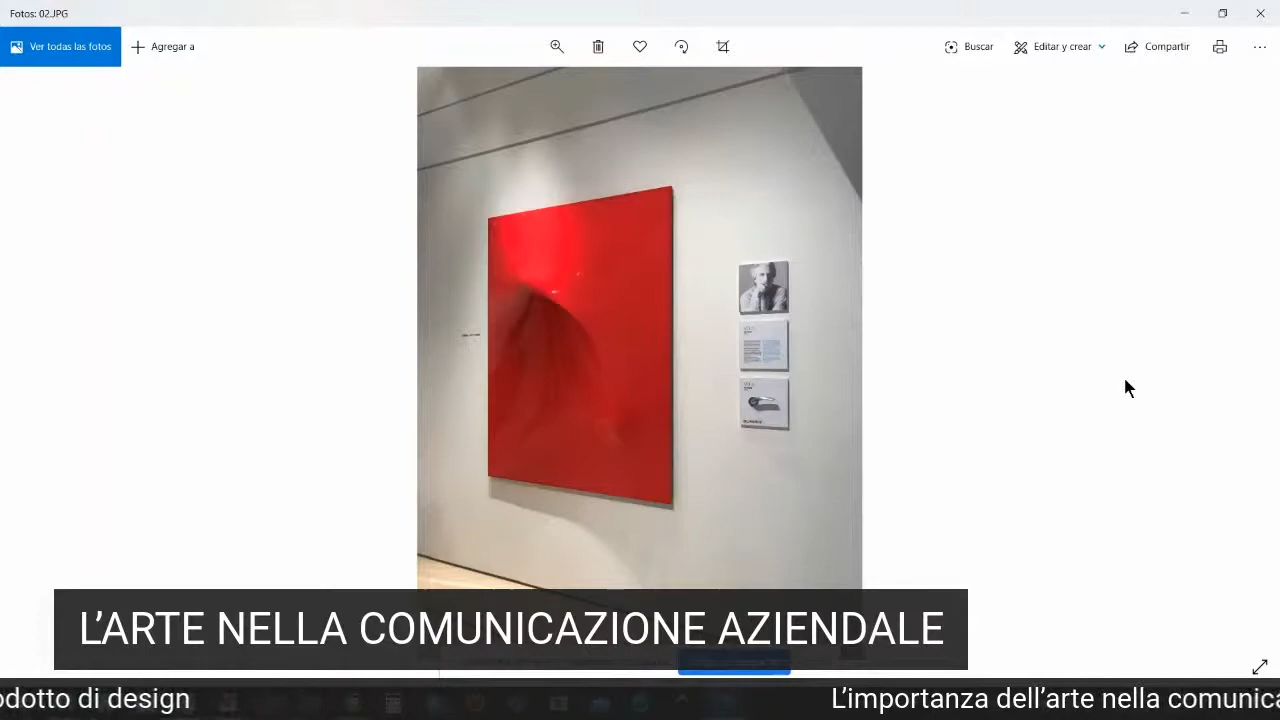 Fotos: 02.JPG
Ver todas las fotos
Agregar a
Buscar
Editar y crear
Compartir
L’ARTE NELLA COMUNICAZIONE AZIENDALE
odotto di design
L’importanza dell’arte nella comunica